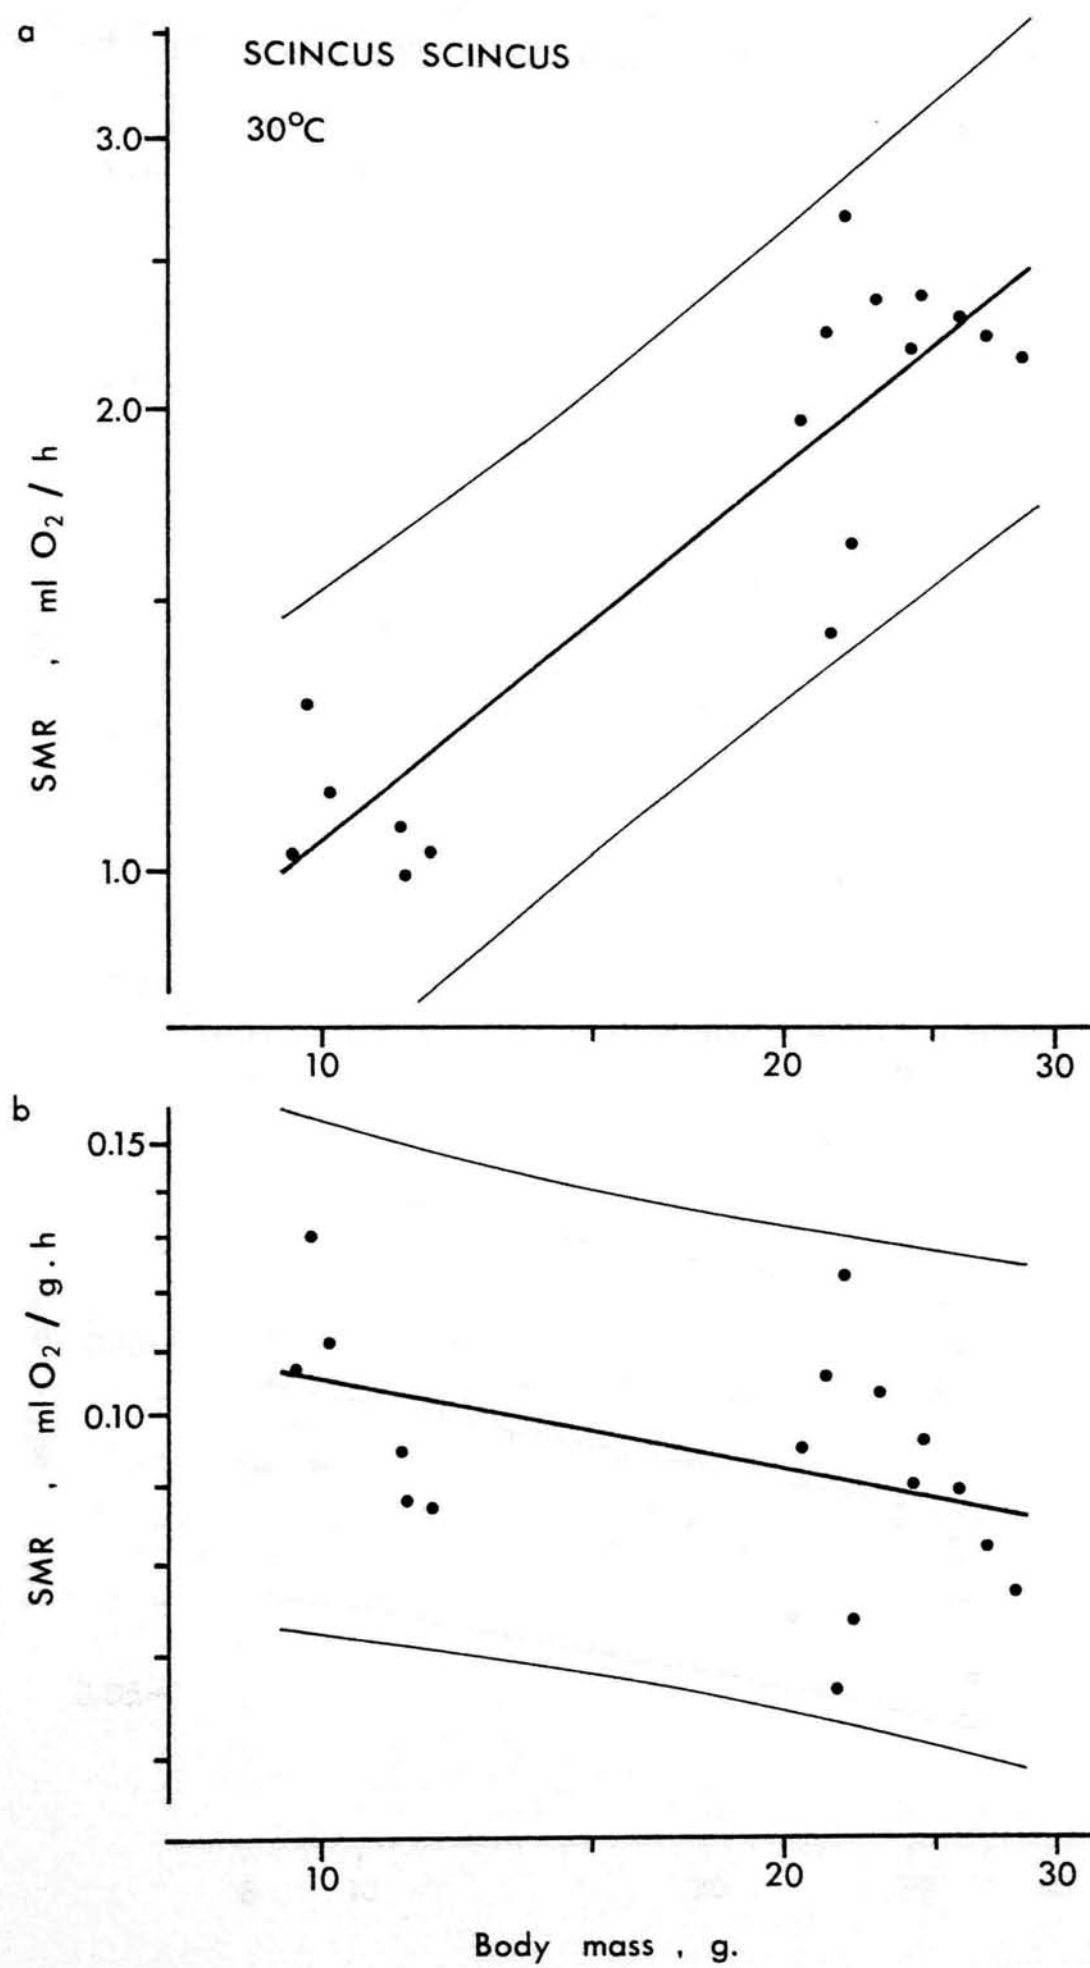 a
SCINCUS SCINCUS
30°C
3.0
2.0
1.0
SMR , ml O₂ / h
10 20 30
b
0.15
0.10
SMR , ml O₂ / g . h
10 20 30
Body mass , g.